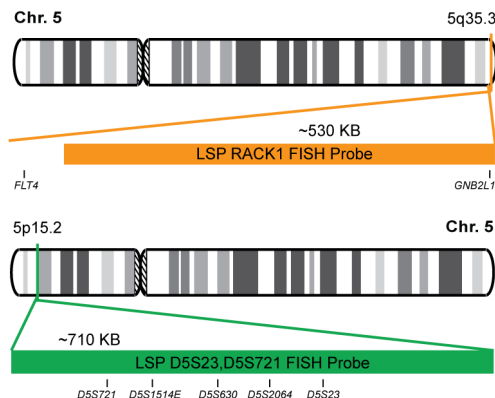 Chr. 5
5q35.3
~530 KB
LSP RACK1 FISH Probe
FLT4
GNB2L1
5p15.2
Chr. 5
~710 KB
LSP D5S23,D5S721 FISH Probe
D5S721 D5S1514E D5S630 D5S2064 D5S23